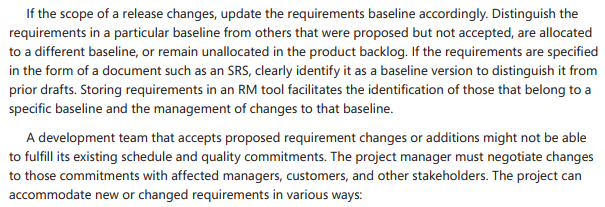 If the scope of a release changes, update the requirements baseline accordingly. Distinguish the
requirements in a particular baseline from others that were proposed but not accepted, are allocated
to a different baseline, or remain unallocated in the product backlog. If the requirements are specified
in the form of a document such as an SRS, clearly identify it as a baseline version to distinguish it from
prior drafts. Storing requirements in an RM tool facilitates the identification of those that belong to a
specific baseline and the management of changes to that baseline.
A development team that accepts proposed requirement changes or additions might not be able
to fulfill its existing schedule and quality commitments. The project manager must negotiate changes
to those commitments with affected managers, customers, and other stakeholders. The project can
accommodate new or changed requirements in various ways: